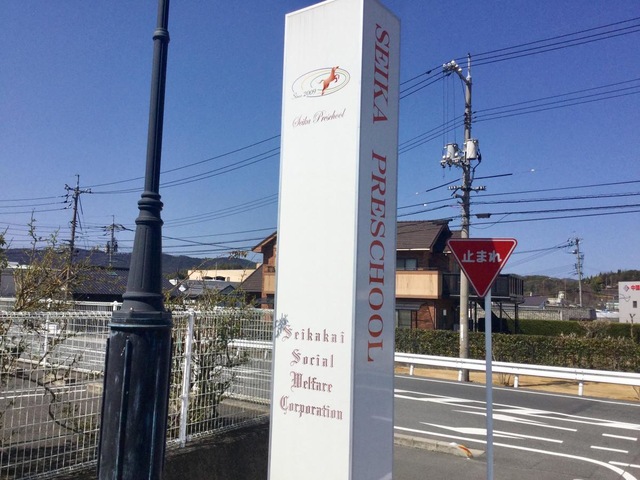 Since 2009
Seika Preschool
SEIKA PRESCHOOL
Seikakai
Social
Welfare
Corporation
止まれ